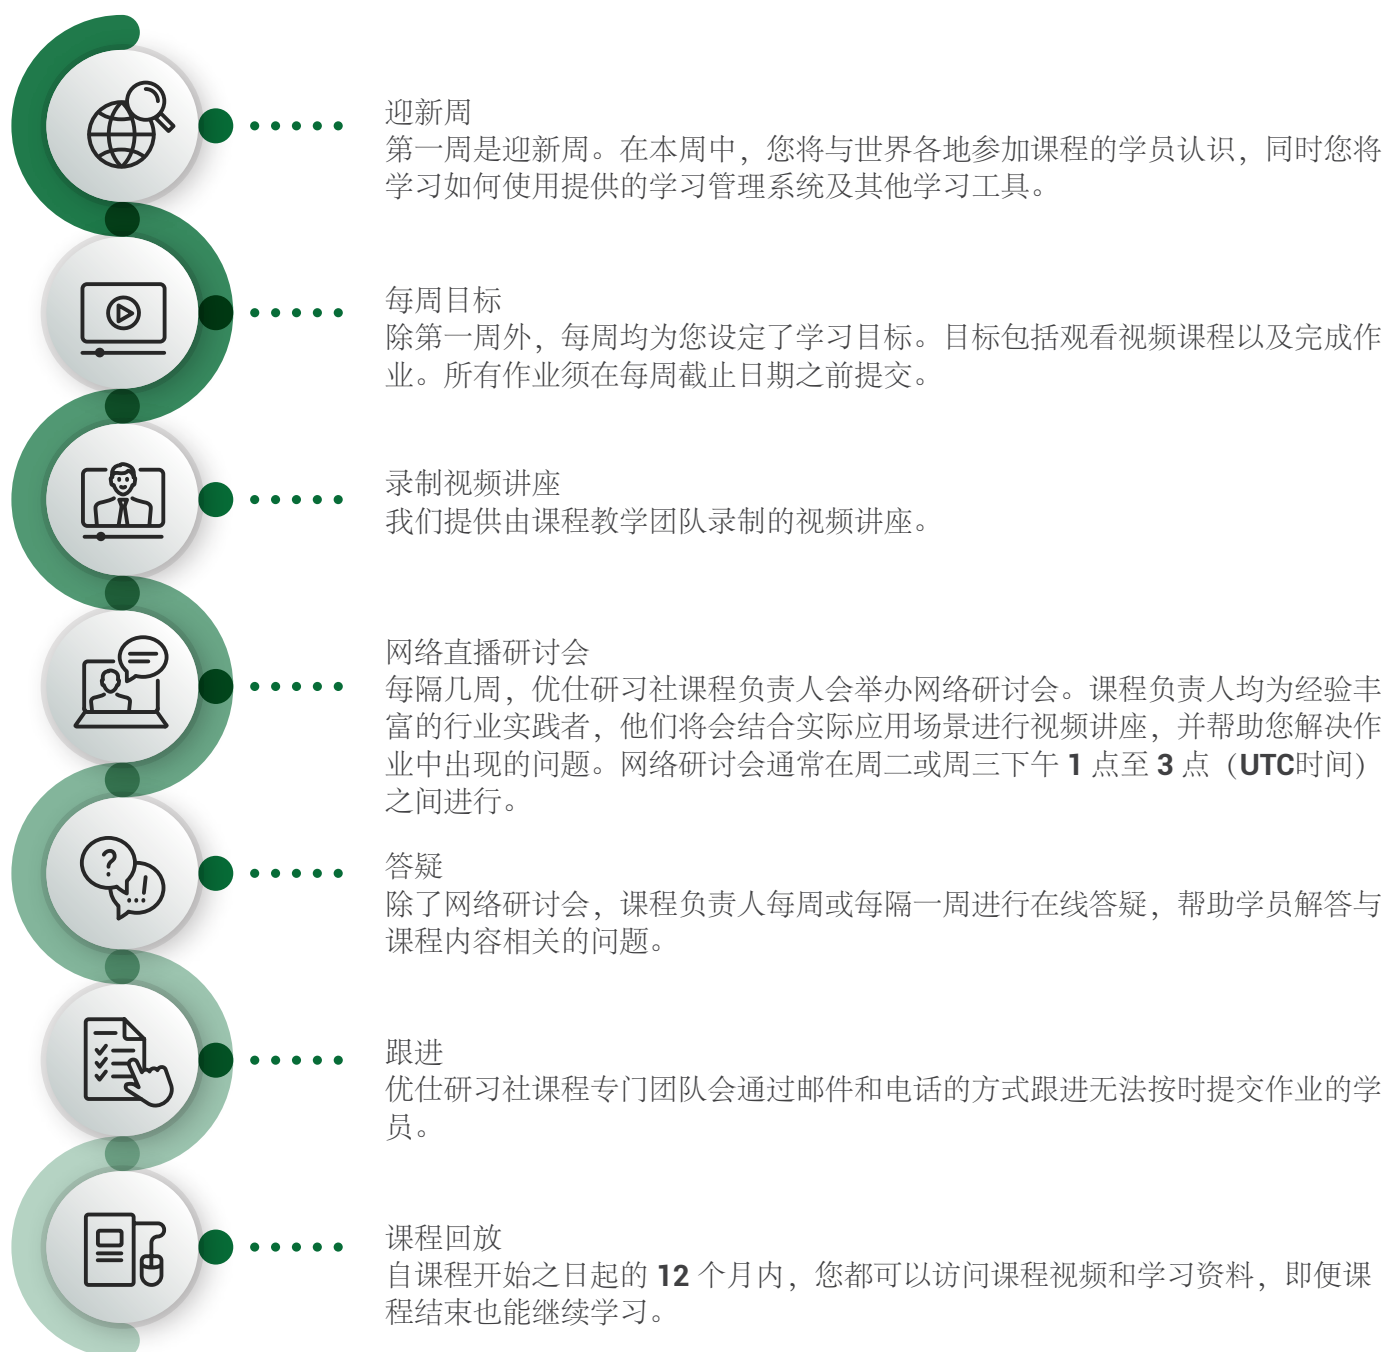 迎新周
第一周是迎新周。在本周中，您将与世界各地参加课程的学员认识，同时您将
学习如何使用提供的学习管理系统及其他学习工具。
每周目标
除第一周外，每周均为您设定了学习目标。目标包括观看视频课程以及完成作
业。所有作业须在每周截止日期之前提交。
录制视频讲座
我们提供由课程教学团队录制的视频讲座。
网络直播研讨会
每隔几周，优仕研习社课程负责人会举办网络研讨会。课程负责人均为经验丰
富的行业实践者，他们将会结合实际应用场景进行视频讲座，并帮助您解决作
业中出现的问题。网络研讨会通常在周二或周三下午 1 点至 3 点（UTC时间）
之间进行。
答疑
除了网络研讨会，课程负责人每周或每隔一周进行在线答疑，帮助学员解答与
课程内容相关的问题。
跟进
优仕研习社课程专门团队会通过邮件和电话的方式跟进无法按时提交作业的学
员。
课程回放
自课程开始之日起的 12 个月内，您都可以访问课程视频和学习资料，即便课
程结束也能继续学习。